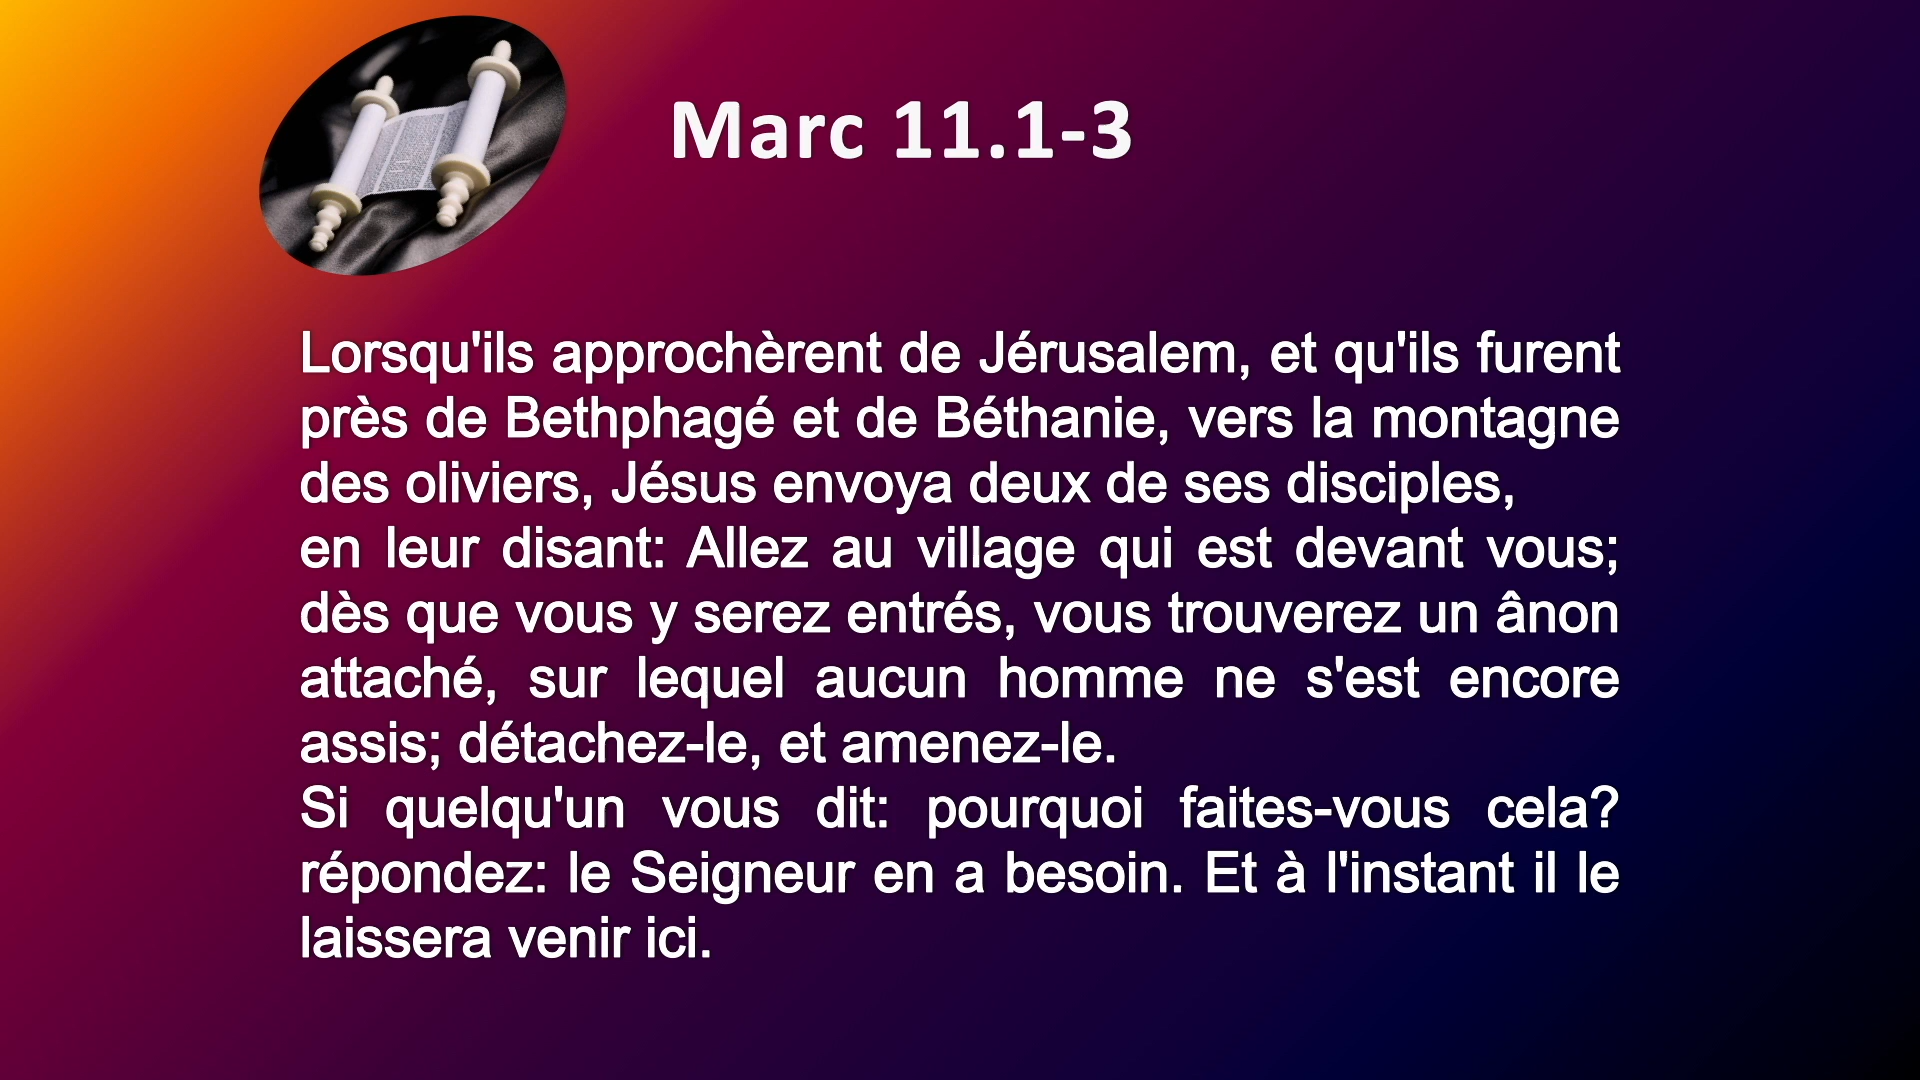 Marc 11.1-3
Lorsqu'ils approchèrent de Jérusalem, et qu'ils furent
près de Bethphagé et de Béthanie, vers la montagne
des oliviers, Jésus envoya deux de ses disciples,
en leur disant: Allez au village qui est devant vous;
dès que vous y serez entrés, vous trouverez un ânon
attaché, sur lequel aucun homme ne s'est encore
assis; détachez-le, et amenez-le.
Si quelqu'un vous dit: pourquoi faites-vous cela?
répondez: le Seigneur en a besoin. Et à l'instant il le
laissera venir ici.